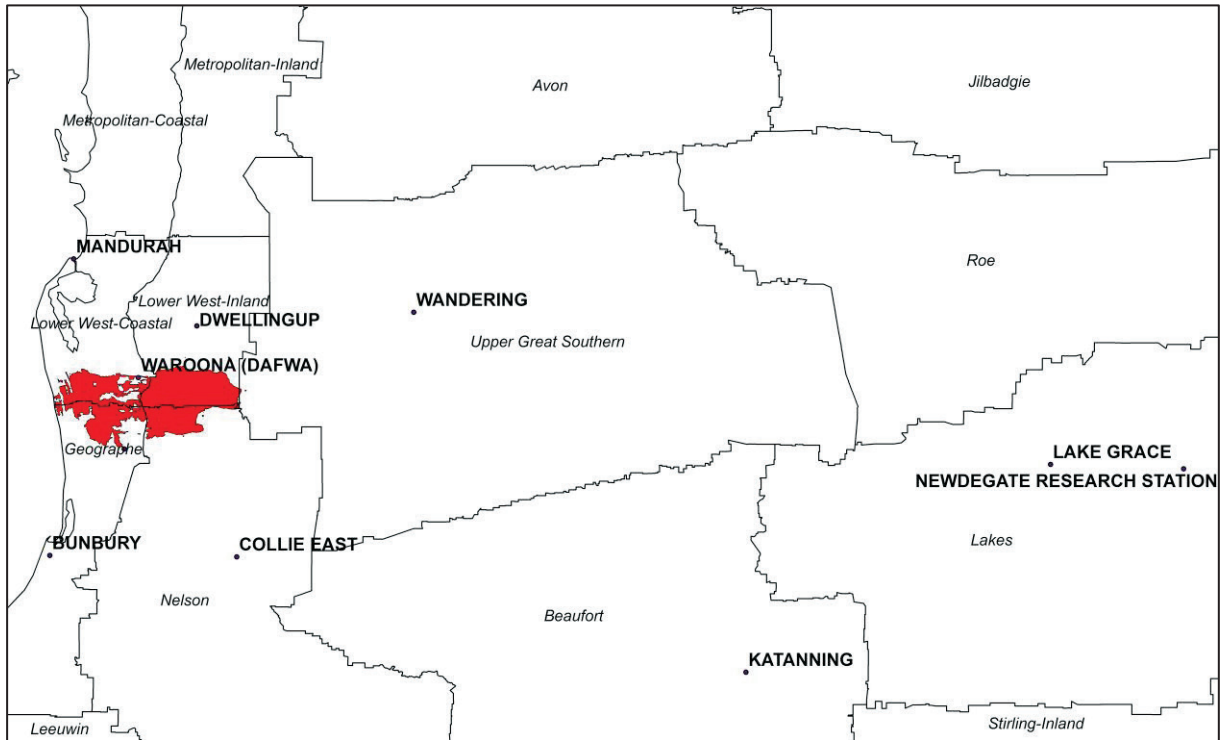 Metropolitan-Inland
Avon
Jilbadgie
Metropolitan-Coastal
MANDURAH
Roe
Lower West-Inland
WANDERING
Lower West-Coastal
DWELLINGUP
Upper Great Southern
WAROONA (DAFWA)
Geographe
LAKE GRACE
NEWDEGATE RESEARCH STATION
BUNBURY
COLLIE EAST
Lakes
Nelson
Beaufort
KATANNING
Leeuwin
Stirling-Inland